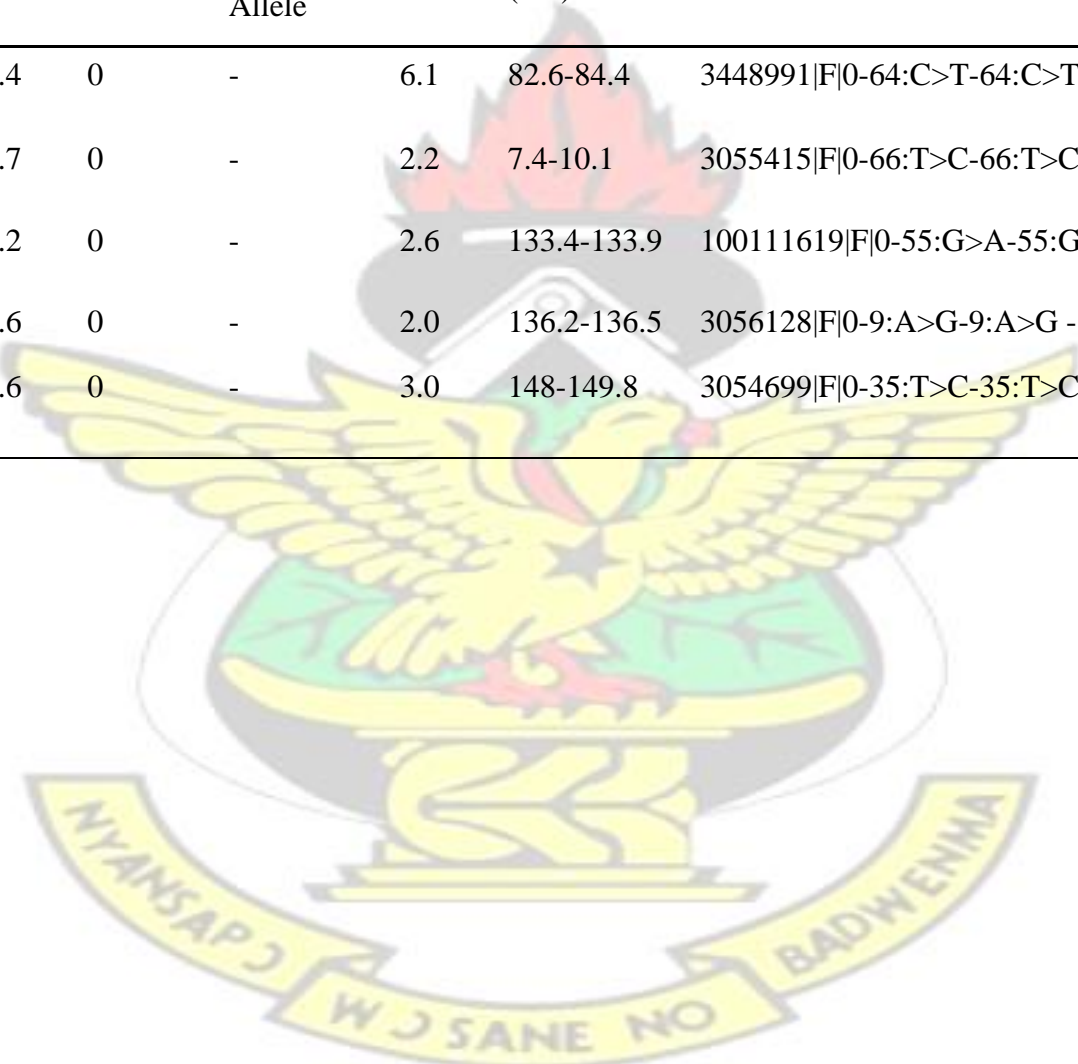 Allele
.4 0 - 6.1 82.6-84.4 3448991|F|0-64:C>T-64:C>T
.7 0 - 2.2 7.4-10.1 3055415|F|0-66:T>C-66:T>C
.2 0 - 2.6 133.4-133.9 100111619|F|0-55:G>A-55:G
.6 0 - 2.0 136.2-136.5 3056128|F|0-9:A>G-9:A>G -
.6 0 - 3.0 148-149.8 3054699|F|0-35:T>C-35:T>C
NYANSAPƆ
WƆSANE NO
BADWENMA